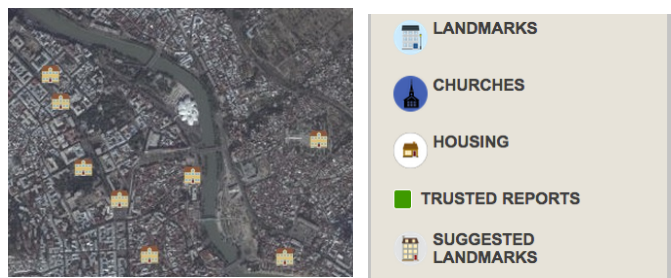 LANDMARKS
CHURCHES
HOUSING
TRUSTED REPORTS
SUGGESTED
LANDMARKS